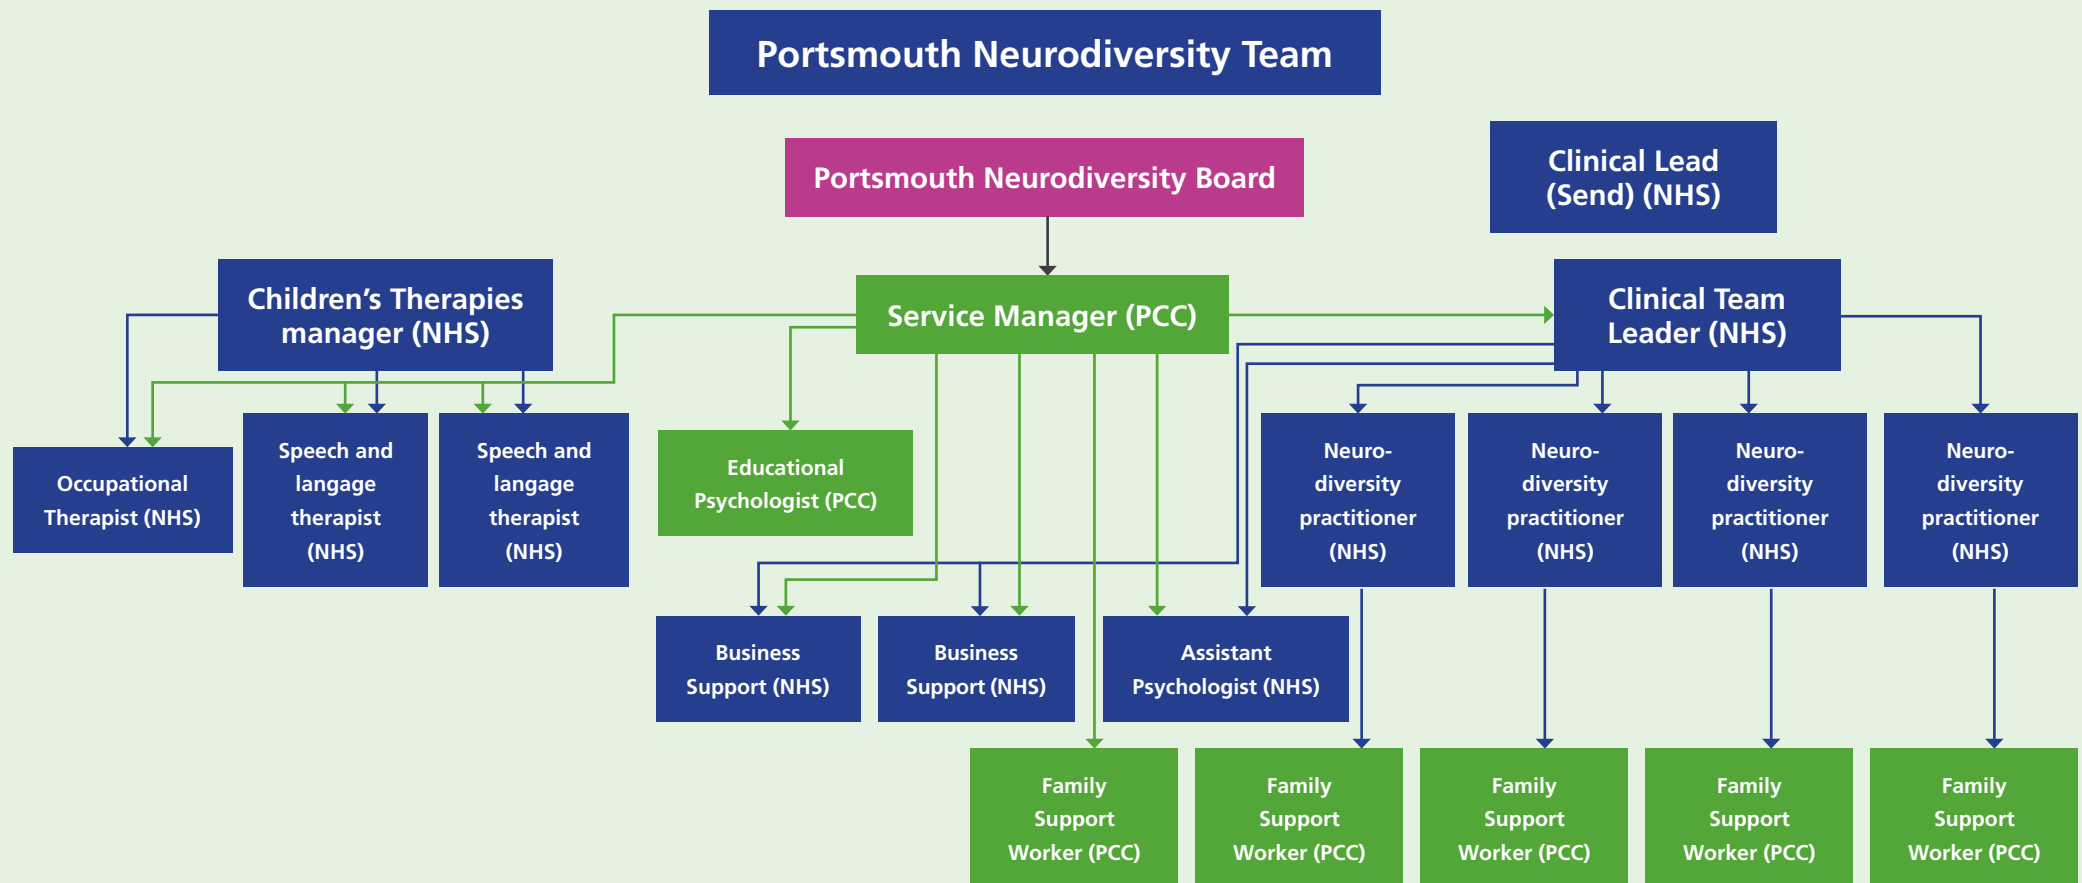 Portsmouth Neurodiversity Team
Portsmouth Neurodiversity Board
Clinical Lead
(Send) (NHS)
Children’s Therapies
manager (NHS)
Service Manager (PCC)
Clinical Team
Leader (NHS)
Occupational
Therapist (NHS)
Speech and
langage
therapist
(NHS)
Speech and
langage
therapist
(NHS)
Educational
Psychologist (PCC)
Neuro-
diversity
practitioner
(NHS)
Neuro-
diversity
practitioner
(NHS)
Neuro-
diversity
practitioner
(NHS)
Neuro-
diversity
practitioner
(NHS)
Business
Support (NHS)
Business
Support (NHS)
Assistant
Psychologist (NHS)
Family
Support
Worker (PCC)
Family
Support
Worker (PCC)
Family
Support
Worker (PCC)
Family
Support
Worker (PCC)
Family
Support
Worker (PCC)